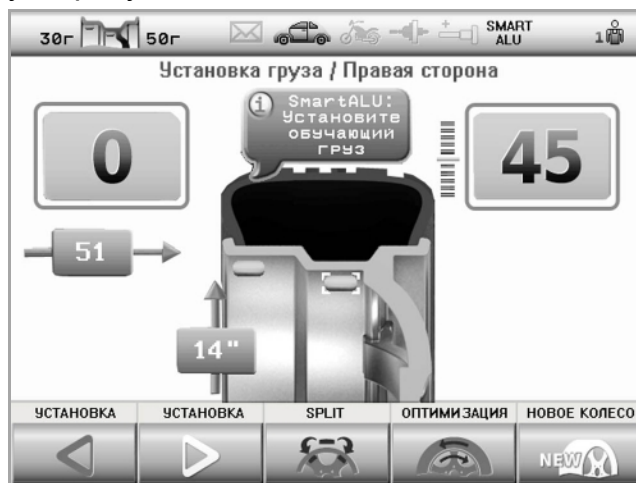 30г 50г SMART ALU 1
Установка груза / Правая сторона
SmartALU:
Установите
обучающий
груз
0
45
51
14"
УСТАНОВКА УСТАНОВКА SPLIT ОПТИМИЗАЦИЯ НОВОЕ КОЛЕСО
NEW